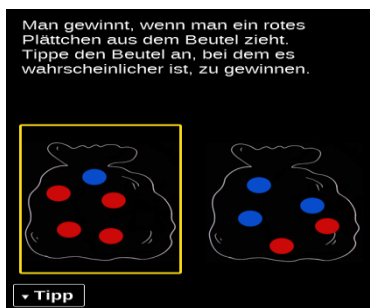 Man gewinnt, wenn man ein rotes
Plättchen aus dem Beutel zieht.
Tippe den Beutel an, bei dem es
wahrscheinlicher ist, zu gewinnen.
Tipp